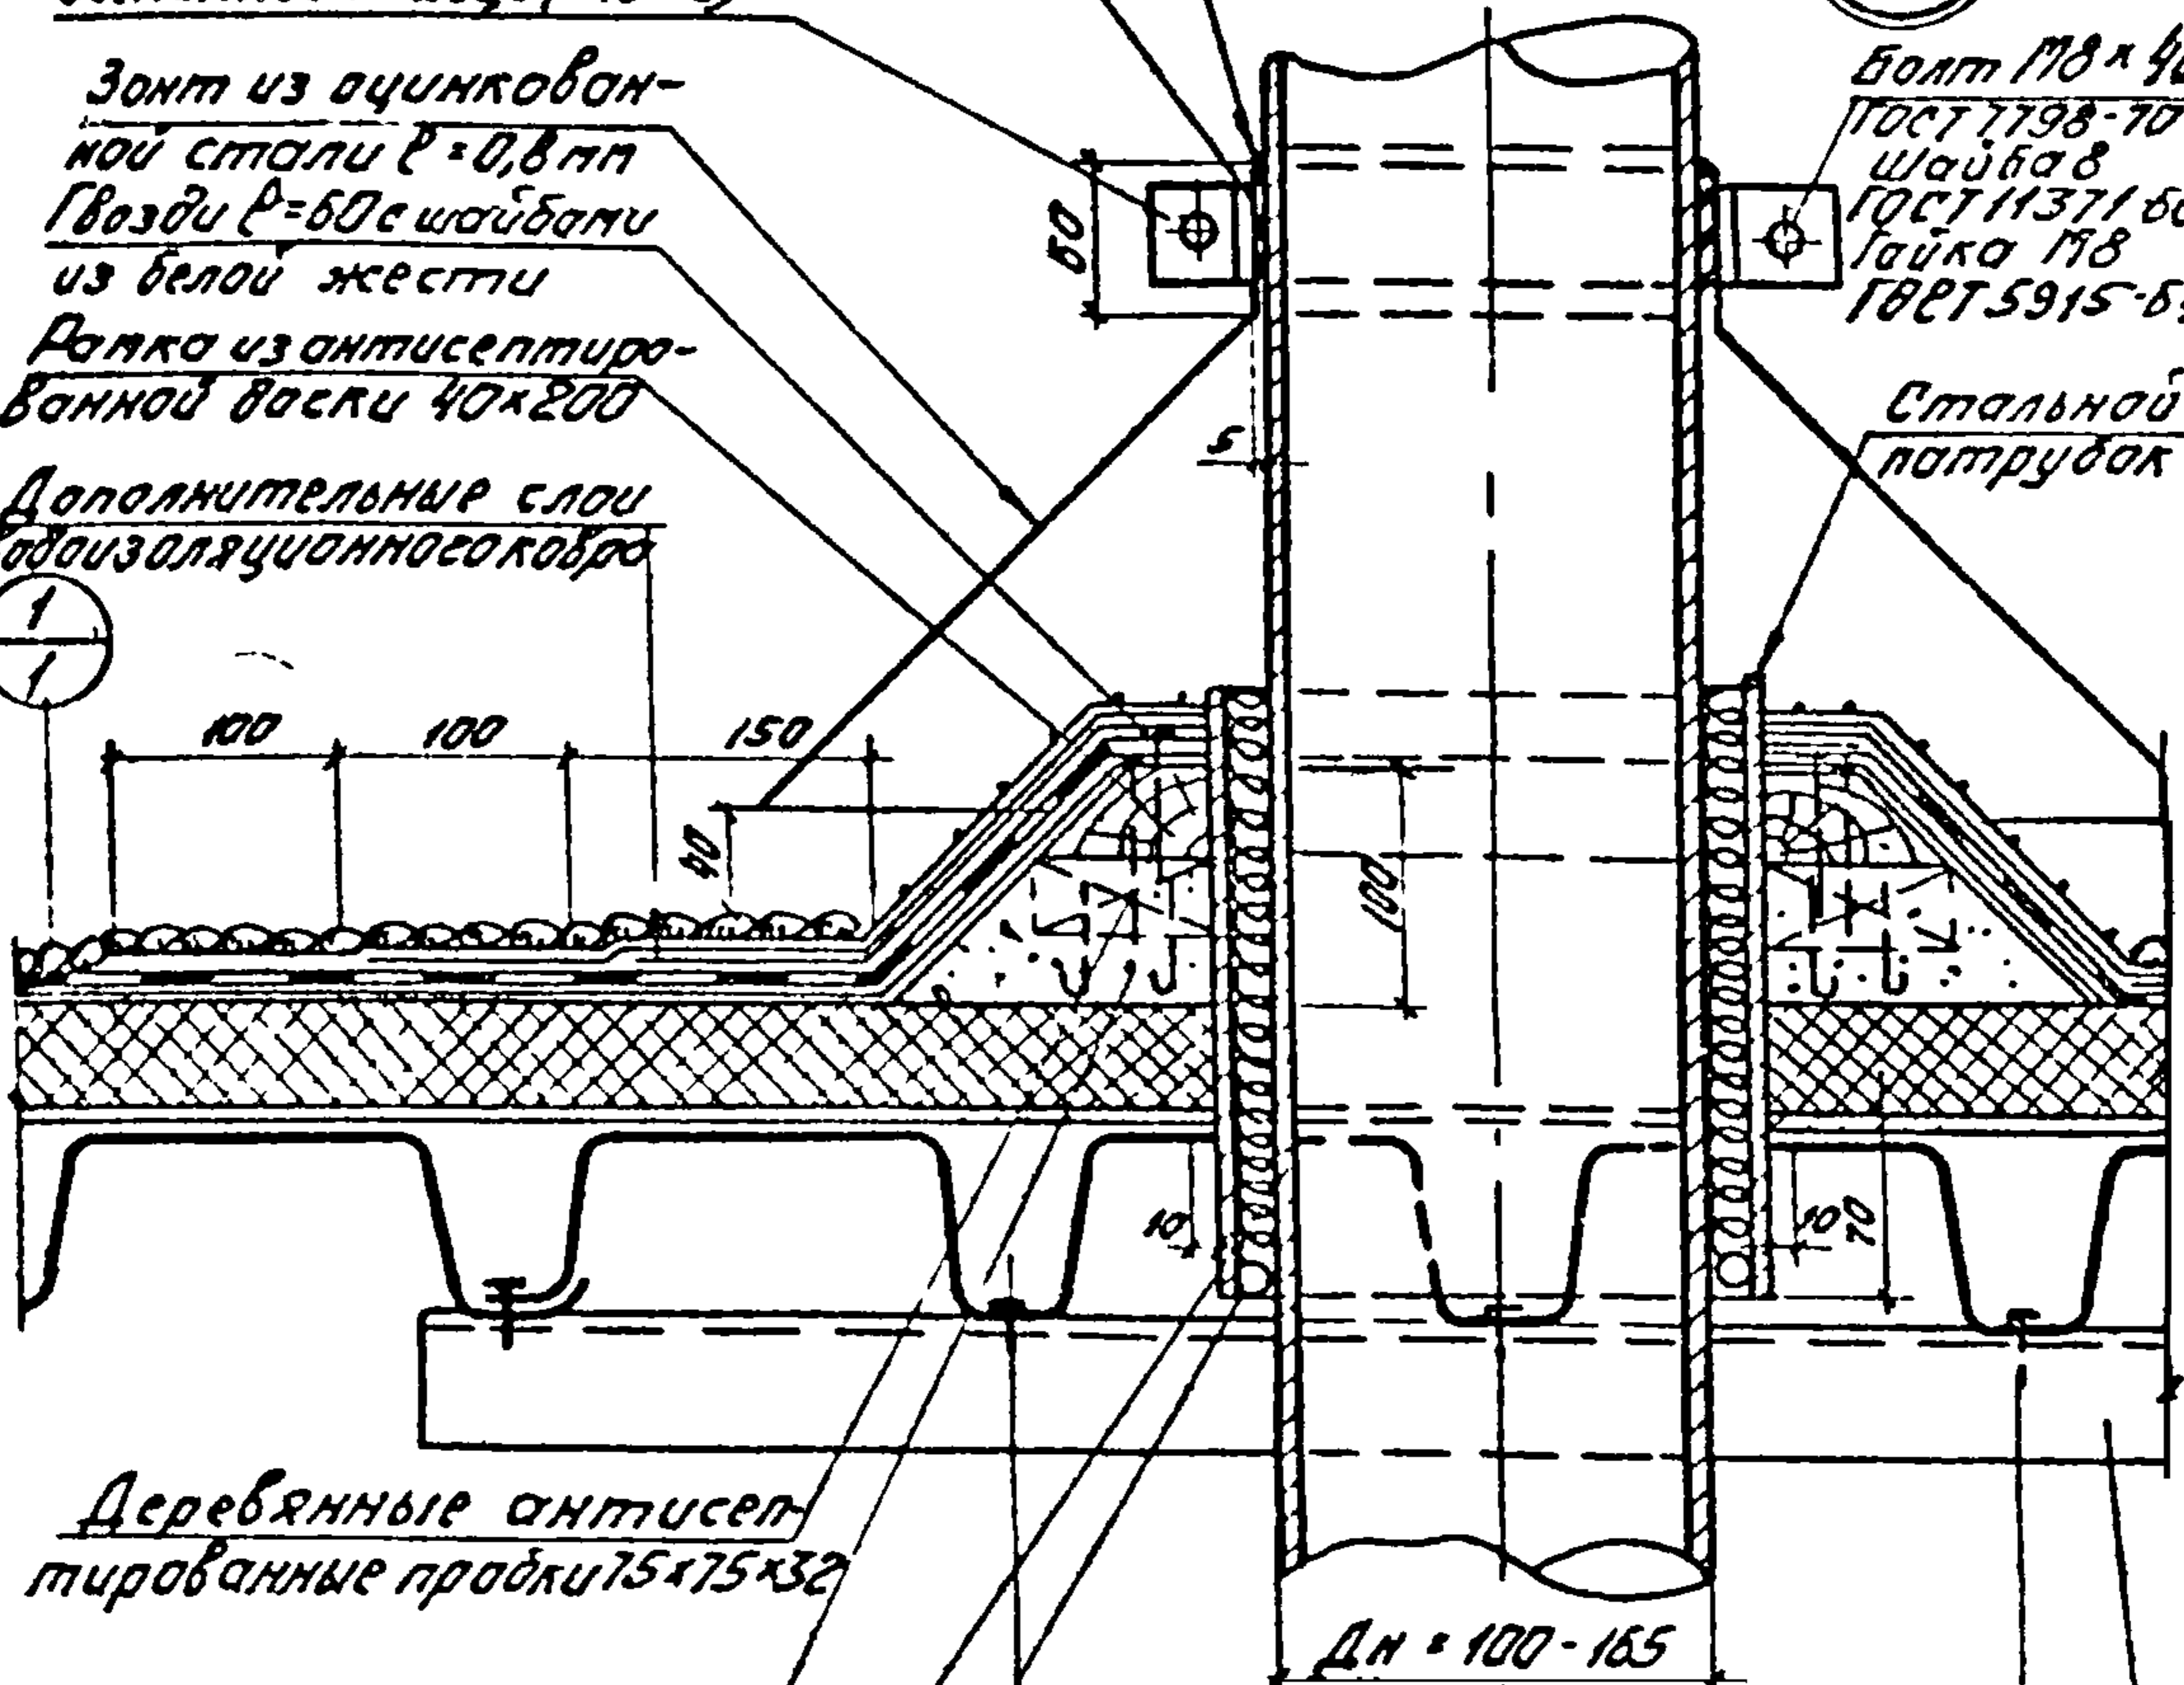 Зонт из оцинкован-
ной стали ℓ=0,8мм
Гвозди ℓ=60 с шайбами
из белой жести
Рамка из антисептиро-
ванной доски 40×200
Дополнительные слои
водоизоляционного ковра
1
1
100
100
150
40
60
5
160
10
10
70
Болт М8×
ГОСТ 7798-70
Шайба 8
ГОСТ 11371-
Гайка М8
ГОСТ 5915-
Стальной
патрубок
Деревянные антисеп-
тированные пробки 75×75×32
Дн = 100-165